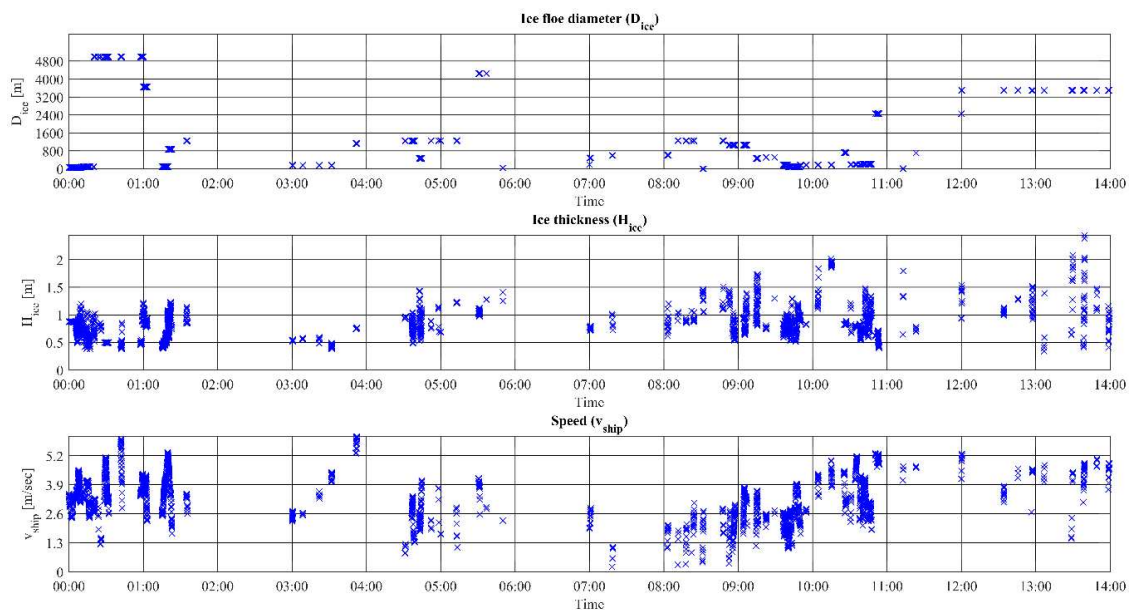 Ice floe diameter (D_ice)
D_ice [m]
4800
4000
3200
2400
1600
800
0
00:00 01:00 02:00 03:00 04:00 05:00 06:00 07:00 08:00 09:00 10:00 11:00 12:00 13:00 14:00
Time
Ice thickness (H_ice)
H_ice [m]
2
1.5
1
0.5
0
00:00 01:00 02:00 03:00 04:00 05:00 06:00 07:00 08:00 09:00 10:00 11:00 12:00 13:00 14:00
Time
Speed (v_ship)
v_ship [m/sec]
5.2
3.9
2.6
1.3
0
00:00 01:00 02:00 03:00 04:00 05:00 06:00 07:00 08:00 09:00 10:00 11:00 12:00 13:00 14:00
Time